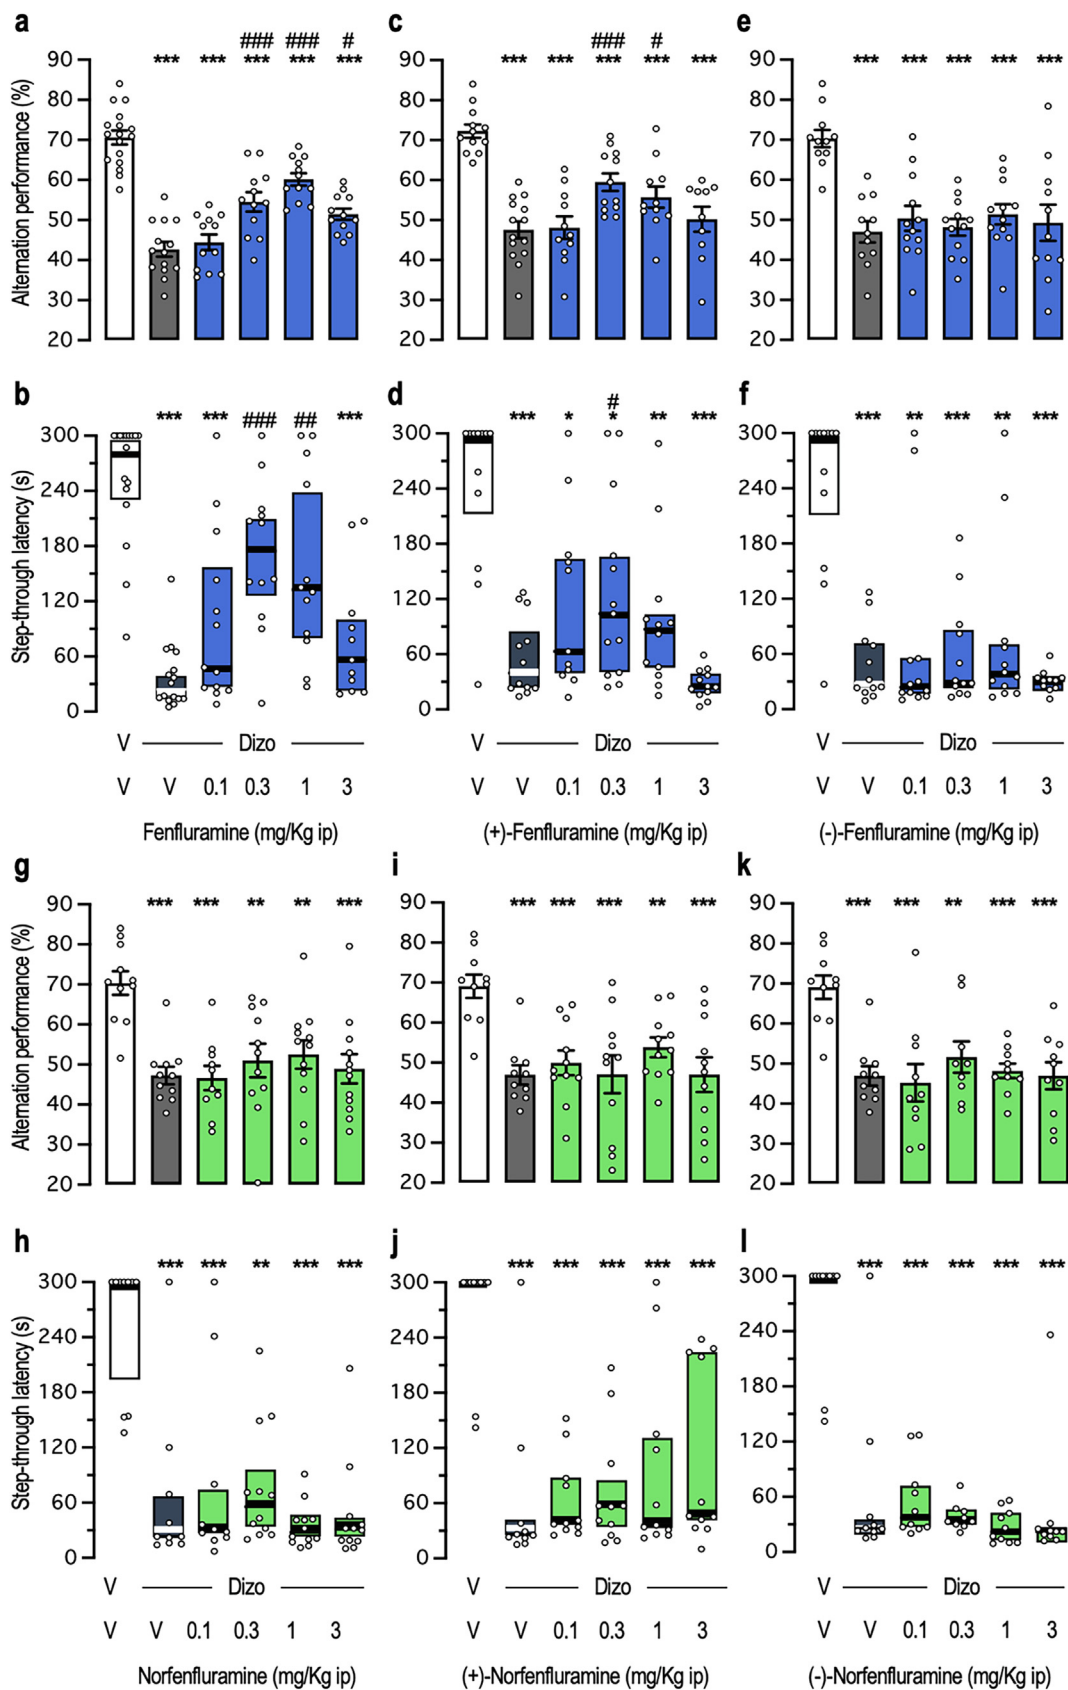 a c e
### ### # ### #
*** *** *** *** *** *** *** *** *** *** *** *** *** *** ***
Alternation performance (%)
90 90 90
80 80 80
70 70 70
60 60 60
50 50 50
40 40 40
30 30 30
20 20 20
b d f
#
*** *** ### ## *** *** * * ** *** *** ** *** ** ***
Step-through latency (s)
300 300 300
240 240 240
180 180 180
120 120 120
60 60 60
0 0 0
V Dizo V Dizo V Dizo
V V 0.1 0.3 1 3 V V 0.1 0.3 1 3 V V 0.1 0.3 1 3
Fenfluramine (mg/Kg ip) (+)-Fenfluramine (mg/Kg ip) (-)-Fenfluramine (mg/Kg ip)
g i k
*** *** ** ** *** *** *** *** ** *** *** *** ** *** ***
Alternation performance (%)
90 90 90
80 80 80
70 70 70
60 60 60
50 50 50
40 40 40
30 30 30
20 20 20
h j l
*** *** ** *** *** *** *** *** *** *** *** *** *** *** ***
Step-through latency (s)
300 300 300
240 240 240
180 180 180
120 120 120
60 60 60
0 0 0
V Dizo V Dizo V Dizo
V V 0.1 0.3 1 3 V V 0.1 0.3 1 3 V V 0.1 0.3 1 3
Norfenfluramine (mg/Kg ip) (+)-Norfenfluramine (mg/Kg ip) (-)-Norfenfluramine (mg/Kg ip)